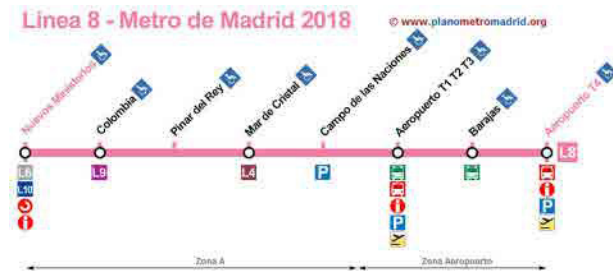 Linea 8 - Metro de Madrid 2018
© www.planometromadrid.org
Nuevos Ministerios
Colombia
Pinar del Rey
Mar de Cristal
Campo de las Naciones
Aeropuerto T1 T2 T3
Barajas
Aeropuerto T4
L8
L6
L10
L9
L4
P
P
P
Zona A
Zona Aeropuerto